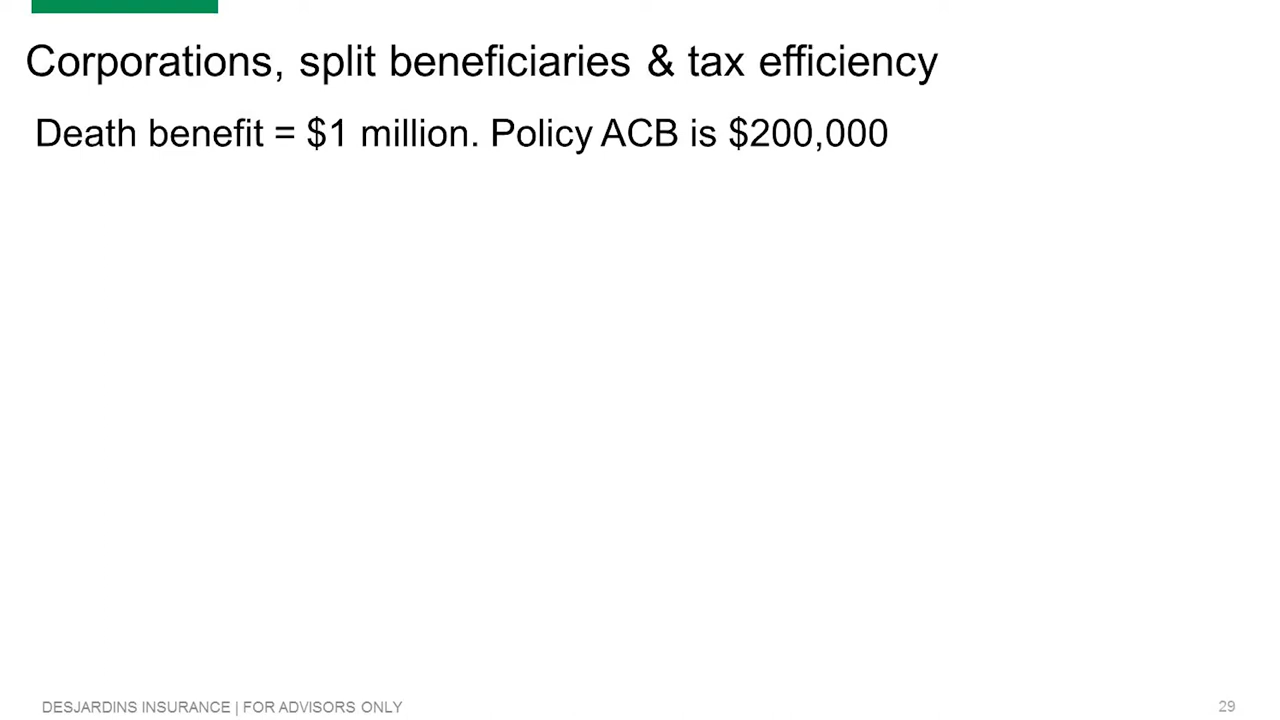 Corporations, split beneficiaries & tax efficiency
Death benefit = $1 million. Policy ACB is $200,000
DESJARDINS INSURANCE | FOR ADVISORS ONLY
29